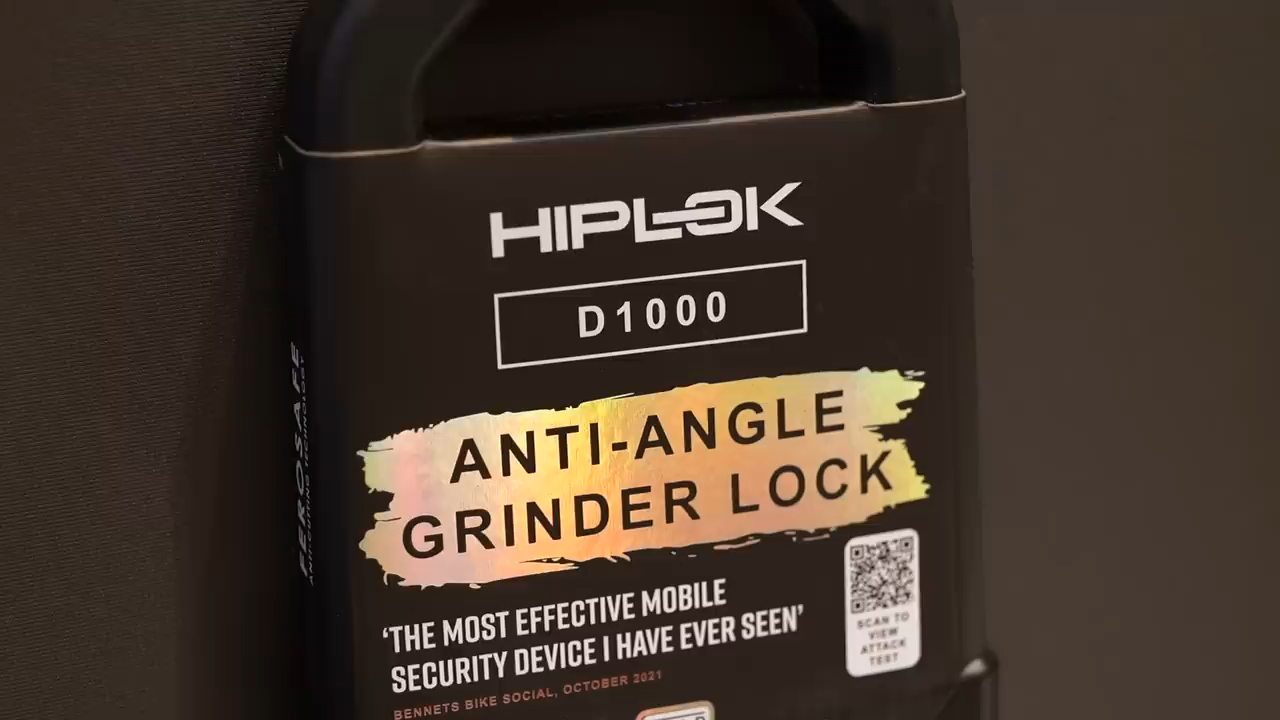 HIPLOK
D1000
ANTI-ANGLE
GRINDER LOCK
'THE MOST EFFECTIVE MOBILE
SECURITY DEVICE I HAVE EVER SEEN'
BENNETS BIKE SOCIAL, OCTOBER 2021
SCAN TO
VIEW
ATTACK
TEST
FEROSAFE